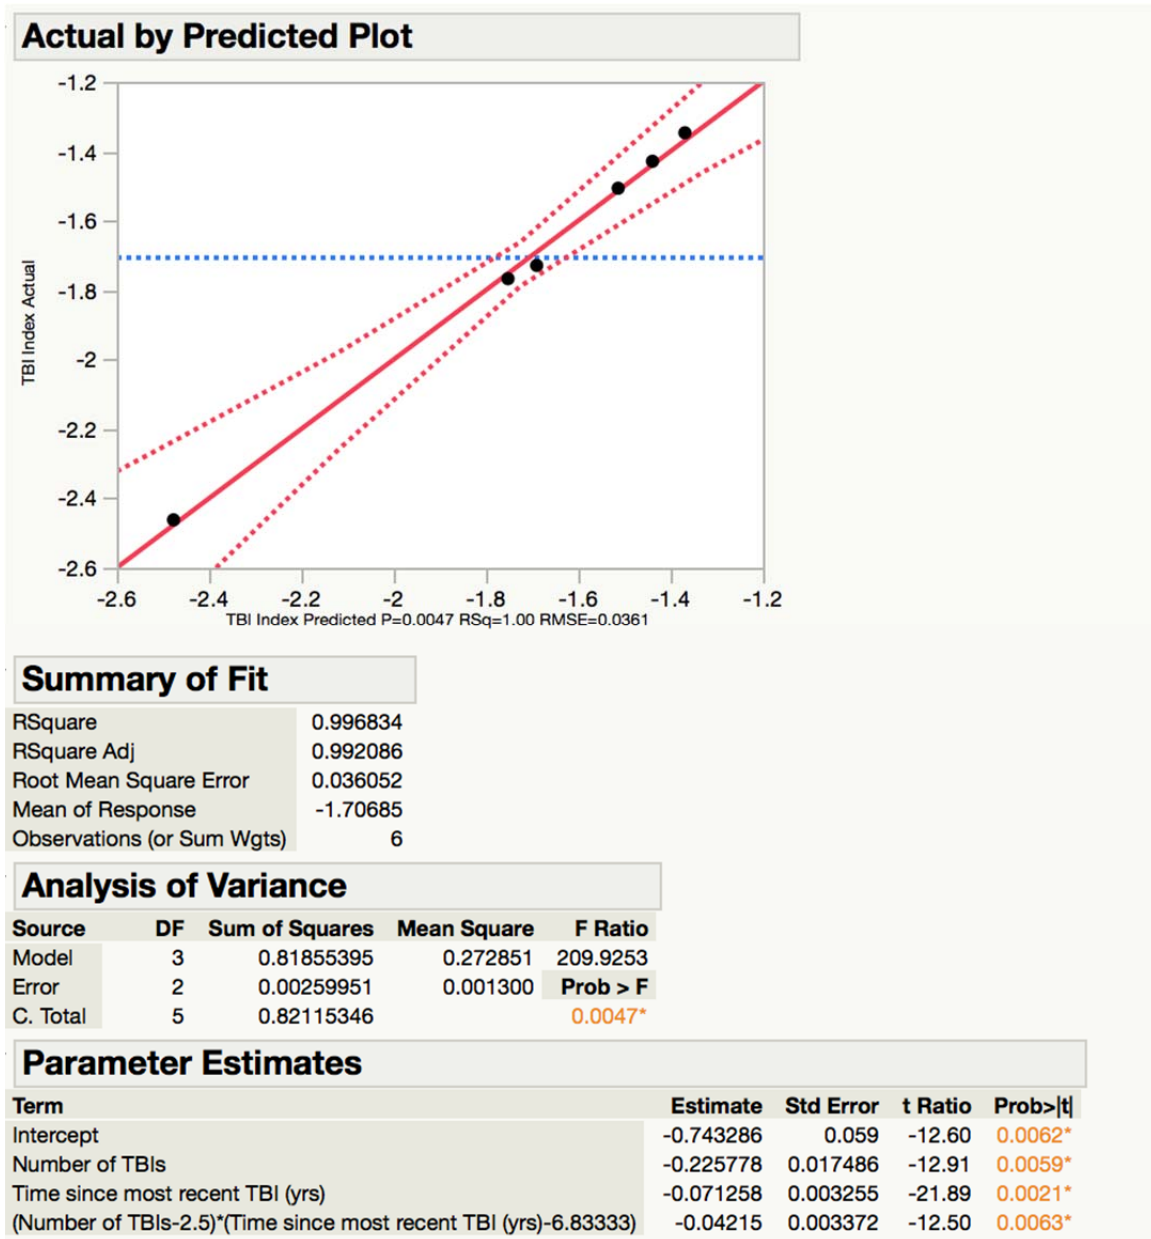 Actual by Predicted Plot
-1.2
-1.4
-1.6
-1.8
-2
-2.2
-2.4
-2.6
TBI Index Actual
-2.6 -2.4 -2.2 -2 -1.8 -1.6 -1.4 -1.2
TBI Index Predicted P=0.0047 RSq=1.00 RMSE=0.0361
Summary of Fit
RSquare 0.996834
RSquare Adj 0.992086
Root Mean Square Error 0.036052
Mean of Response -1.70685
Observations (or Sum Wgts) 6
Analysis of Variance
Source DF Sum of Squares Mean Square F Ratio
Model 3 0.81855395 0.272851 209.9253
Error 2 0.00259951 0.001300 Prob > F
C. Total 5 0.82115346 0.0047*
Parameter Estimates
Term Estimate Std Error t Ratio Prob>|t|
Intercept -0.743286 0.059 -12.60 0.0062*
Number of TBIs -0.225778 0.017486 -12.91 0.0059*
Time since most recent TBI (yrs) -0.071258 0.003255 -21.89 0.0021*
(Number of TBIs-2.5)*(Time since most recent TBI (yrs)-6.83333) -0.04215 0.003372 -12.50 0.0063*